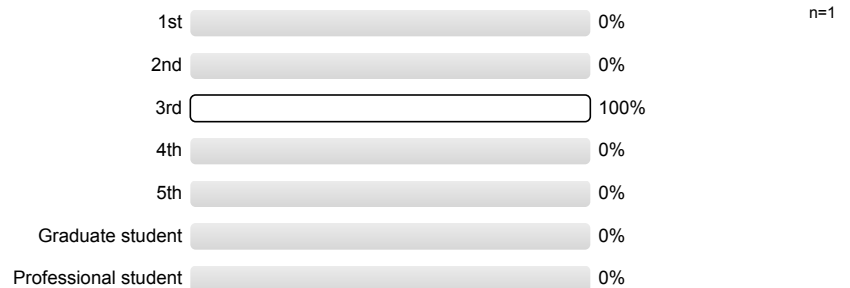 1st 0% n=1
2nd 0%
3rd 100%
4th 0%
5th 0%
Graduate student 0%
Professional student 0%